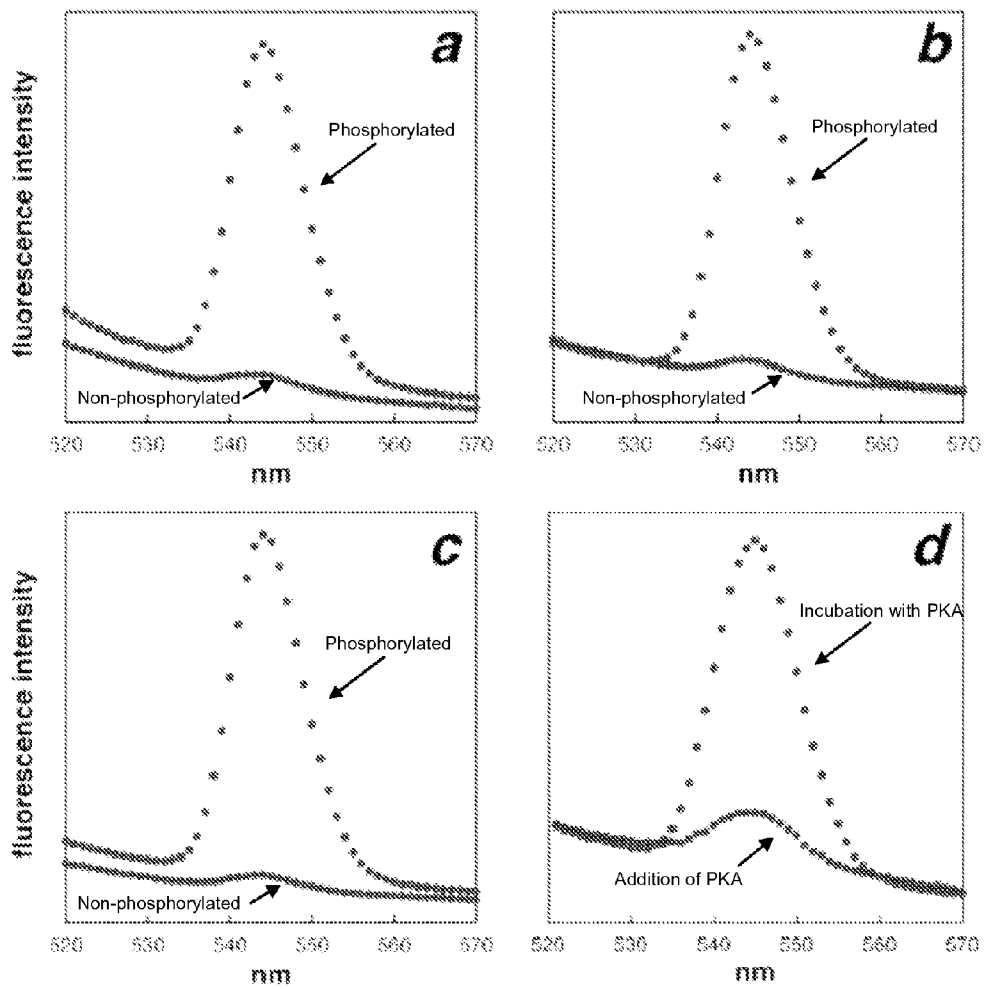 a
fluorescence intensity
Phosphorylated
Non-phosphorylated
520 530 540 550 560 570
nm
b
Phosphorylated
Non-phosphorylated
520 530 540 550 560 570
nm
c
fluorescence intensity
Phosphorylated
Non-phosphorylated
520 530 540 550 560 570
nm
d
Incubation with PKA
Addition of PKA
520 530 540 550 560 570
nm